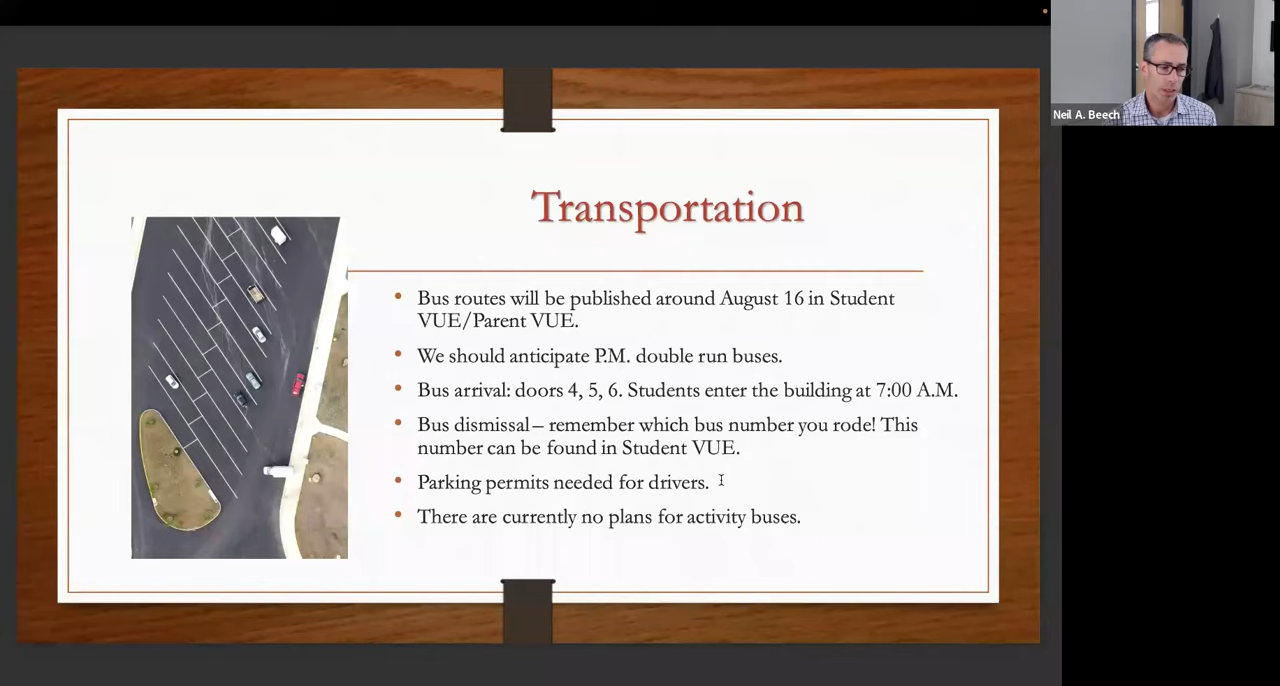 Neil A. Beech
Transportation
• Bus routes will be published around August 16 in Student
VUE/Parent VUE.
• We should anticipate P.M. double run buses.
• Bus arrival: doors 4, 5, 6. Students enter the building at 7:00 A.M.
• Bus dismissal – remember which bus number you rode! This
number can be found in Student VUE.
• Parking permits needed for drivers.
• There are currently no plans for activity buses.